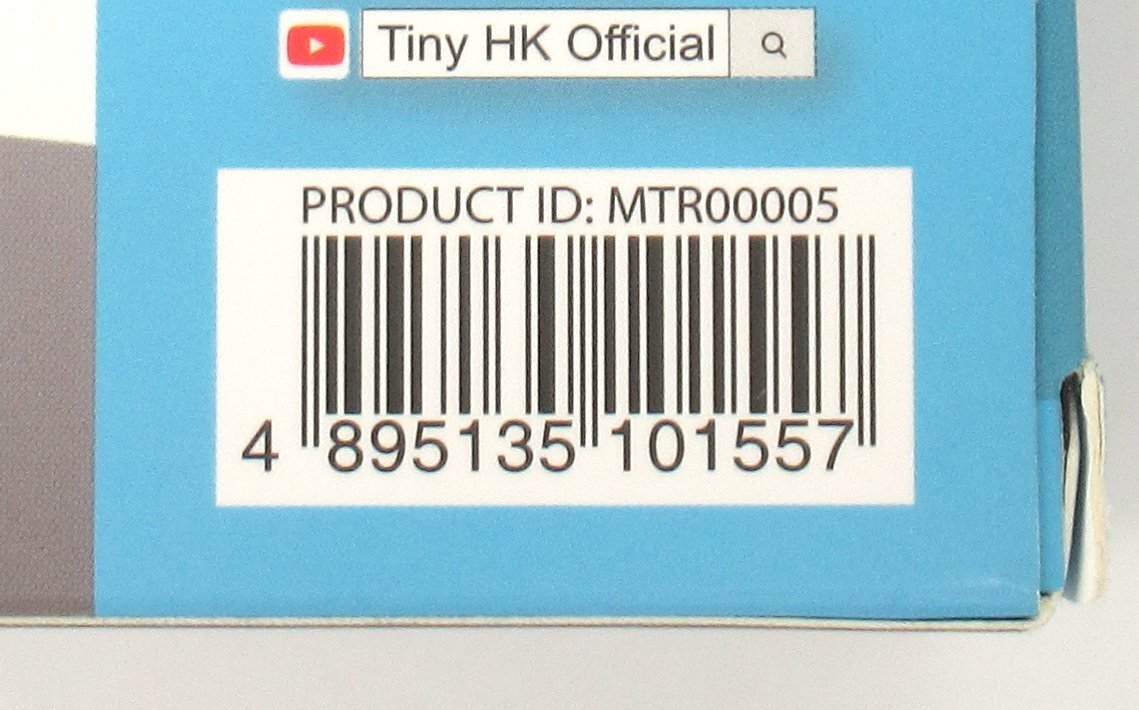 Tiny HK Official
PRODUCT ID: MTR00005
4 895135 101557